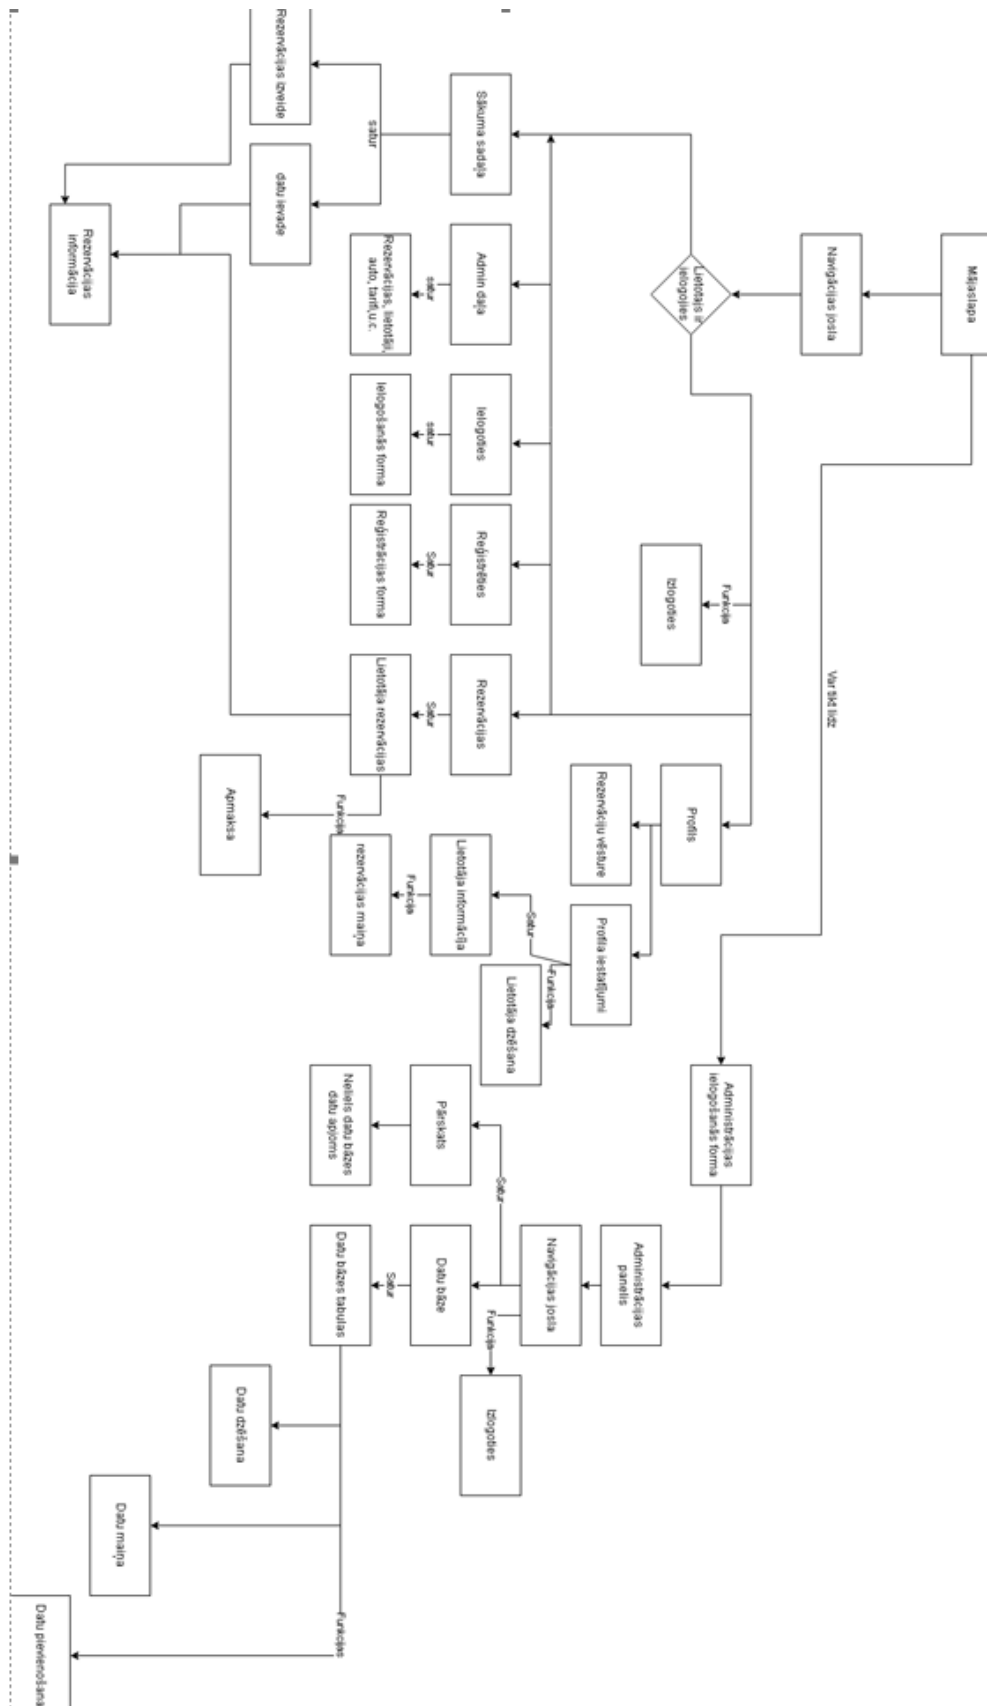 Mājaslapa
Navigācijas josla
Lietotājs ir
ielogojies
Var tikt līdz
Funkcija
Izlogoties
Sākuma sadaļa
Admin daļa
Ielogoties
Reģistrēties
Rezervācijas
Profils
satur
satur
satur
Satur
Satur
Rezervācijas izveide
datu ievade
Rezervācijas, lietotāji,
auto, tarifi,u.c.
Ielogošanās forma
Reģistrācijas forma
Lietotāja rezervācijas
Rezervācijas
informācija
Funkcija
Apmaksa
Rezervāciju vēsture
Profila iestatījumi
Satur
Funkcija
Lietotāja informācija
Lietotāja dzēšana
Funkcija
rezervācijas maiņa
Administrācijas
ielogošanās forma
Administrācijas
panelis
Navigācijas josla
Satur
Funkcija
Pārskats
Datu bāze
Izlogoties
Satur
Neliels datu bāzes
datu apjoms
Datu bāzes tabulas
Funkcijas
Datu dzēšana
Datu maiņa
Datu pievienošana